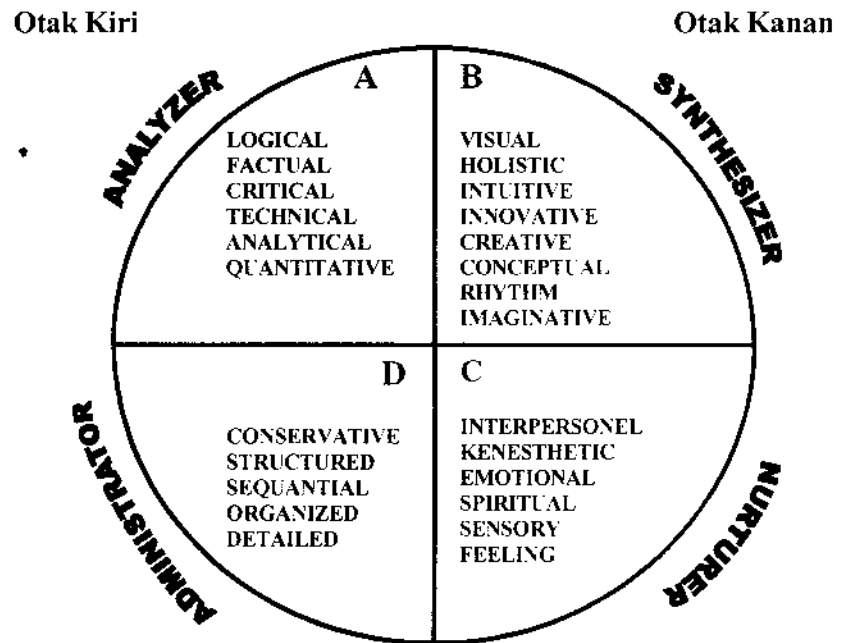 Otak Kiri
Otak Kanan
ANALYZER
A
LOGICAL
FACTUAL
CRITICAL
TECHNICAL
ANALYTICAL
QUANTITATIVE
B
VISUAL
HOLISTIC
INTUITIVE
INNOVATIVE
CREATIVE
CONCEPTUAL
RHYTHM
IMAGINATIVE
SYNTHESIZER
ADMINISTRATOR
D
CONSERVATIVE
STRUCTURED
SEQUANTIAL
ORGANIZED
DETAILED
C
INTERPERSONEL
KENESTHETIC
EMOTIONAL
SPIRITUAL
SENSORY
FEELING
NURTURER